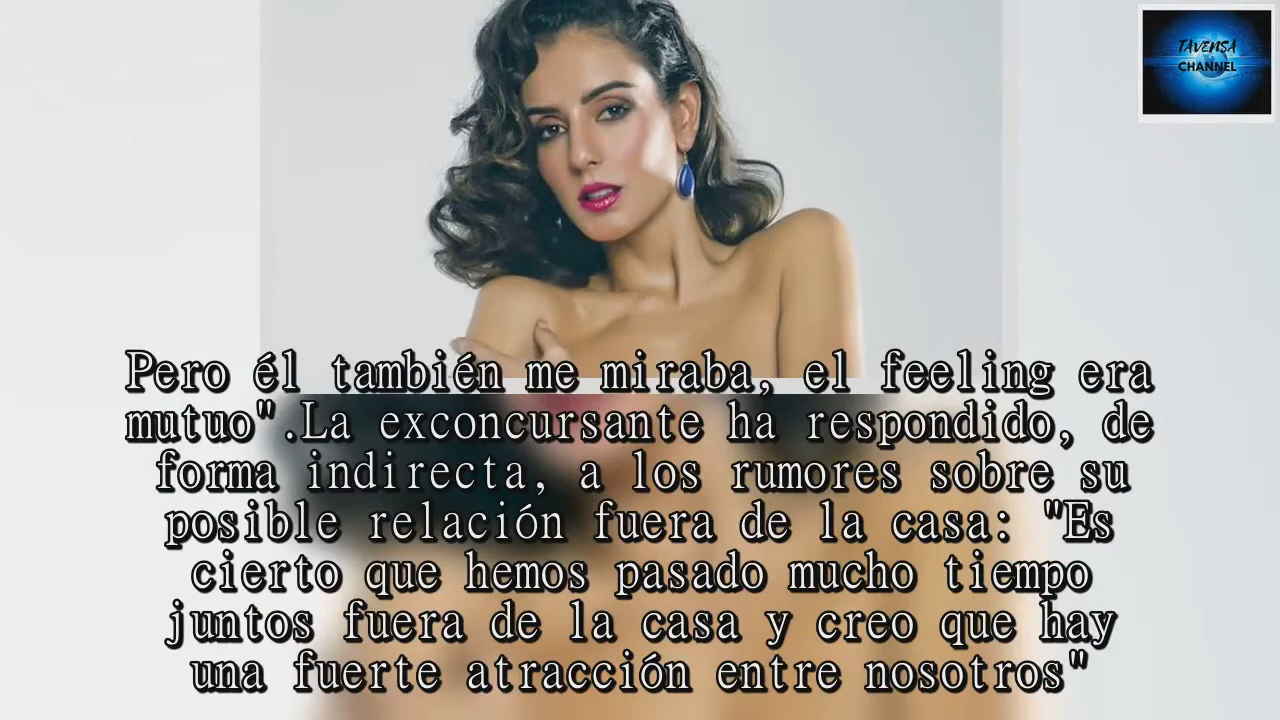 TAVENSA
CHANNEL
Pero él también me miraba, el feeling era
mutuo".La exconcursante ha respondido, de
forma indirecta, a los rumores sobre su
posible relación fuera de la casa: "Es
cierto que hemos pasado mucho tiempo
juntos fuera de la casa y creo que hay
una fuerte atracción entre nosotros"